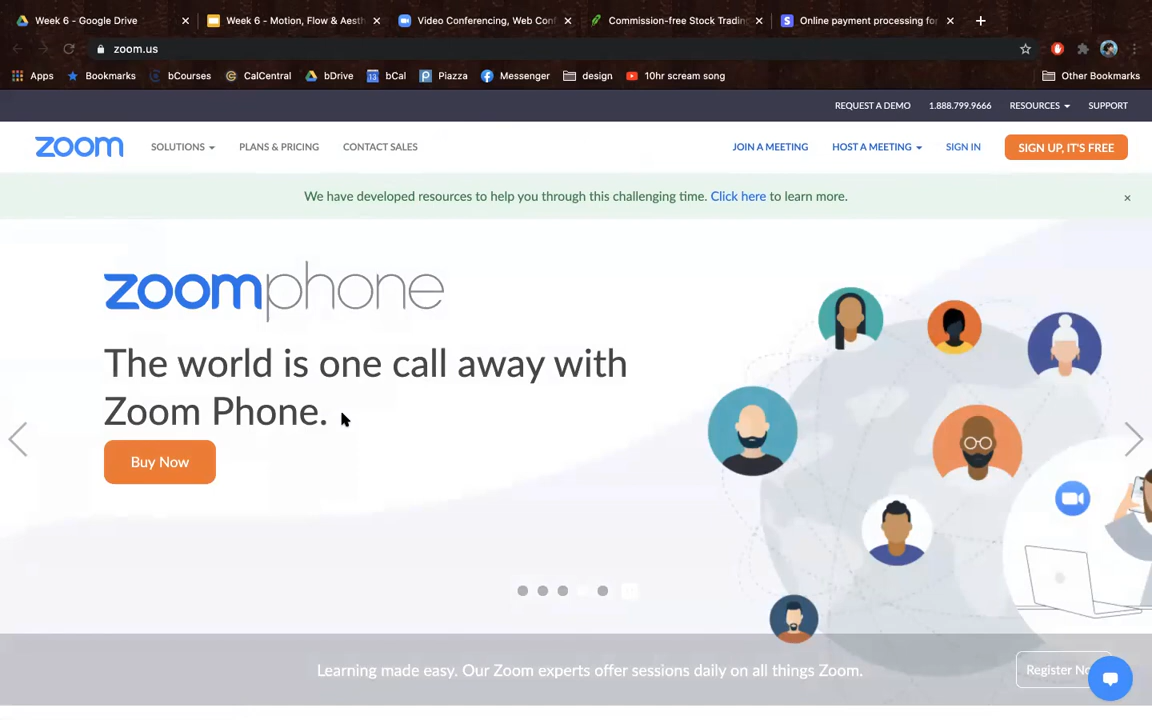 Week 6 - Google Drive
Week 6 - Motion, Flow & Aesth
Video Conferencing, Web Conf
Commission-free Stock Trading
S Online payment processing for
zoom.us
Apps
Bookmarks
bCourses
CalCentral
bDrive
13 bCal
Piazza
Messenger
design
10hr scream song
Other Bookmarks
REQUEST A DEMO
1.888.799.9666
RESOURCES
SUPPORT
zoom
SOLUTIONS
PLANS & PRICING
CONTACT SALES
JOIN A MEETING
HOST A MEETING
SIGN IN
SIGN UP, IT'S FREE
We have developed resources to help you through this challenging time. Click here to learn more.
zoomphone
The world is one call away with
Zoom Phone.
Buy Now
Learning made easy. Our Zoom experts offer sessions daily on all things Zoom.
Register No